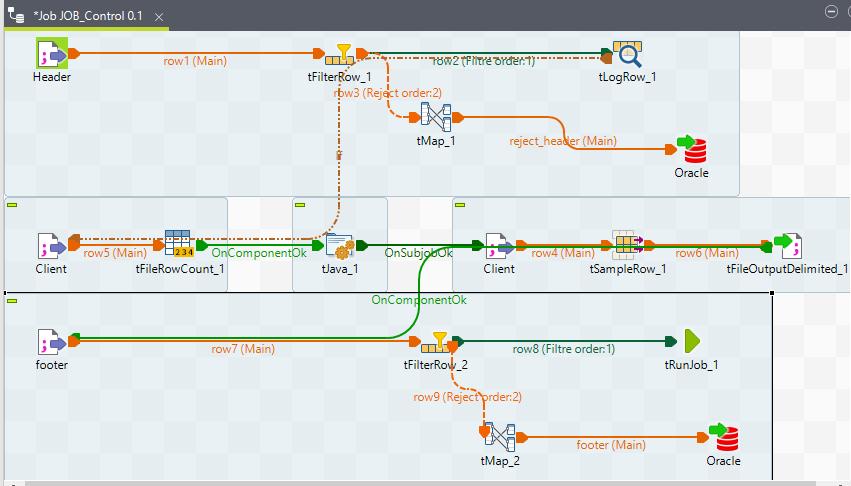 *Job JOB_Control 0.1
row1 (Main)
row2 (Filtre order:1)
Header
tFilterRow_1
tLogRow_1
row3 (Reject order:2)
tMap_1
reject_header (Main)
Oracle
row5 (Main)
OnComponentOk
OnSubjobOk
row4 (Main)
row6 (Main)
Client
tFileRowCount_1
tJava_1
Client
tSampleRow_1
tFileOutputDelimited_1
OnComponentOk
row7 (Main)
row8 (Filtre order:1)
footer
tFilterRow_2
tRunJob_1
row9 (Reject order:2)
footer (Main)
tMap_2
Oracle